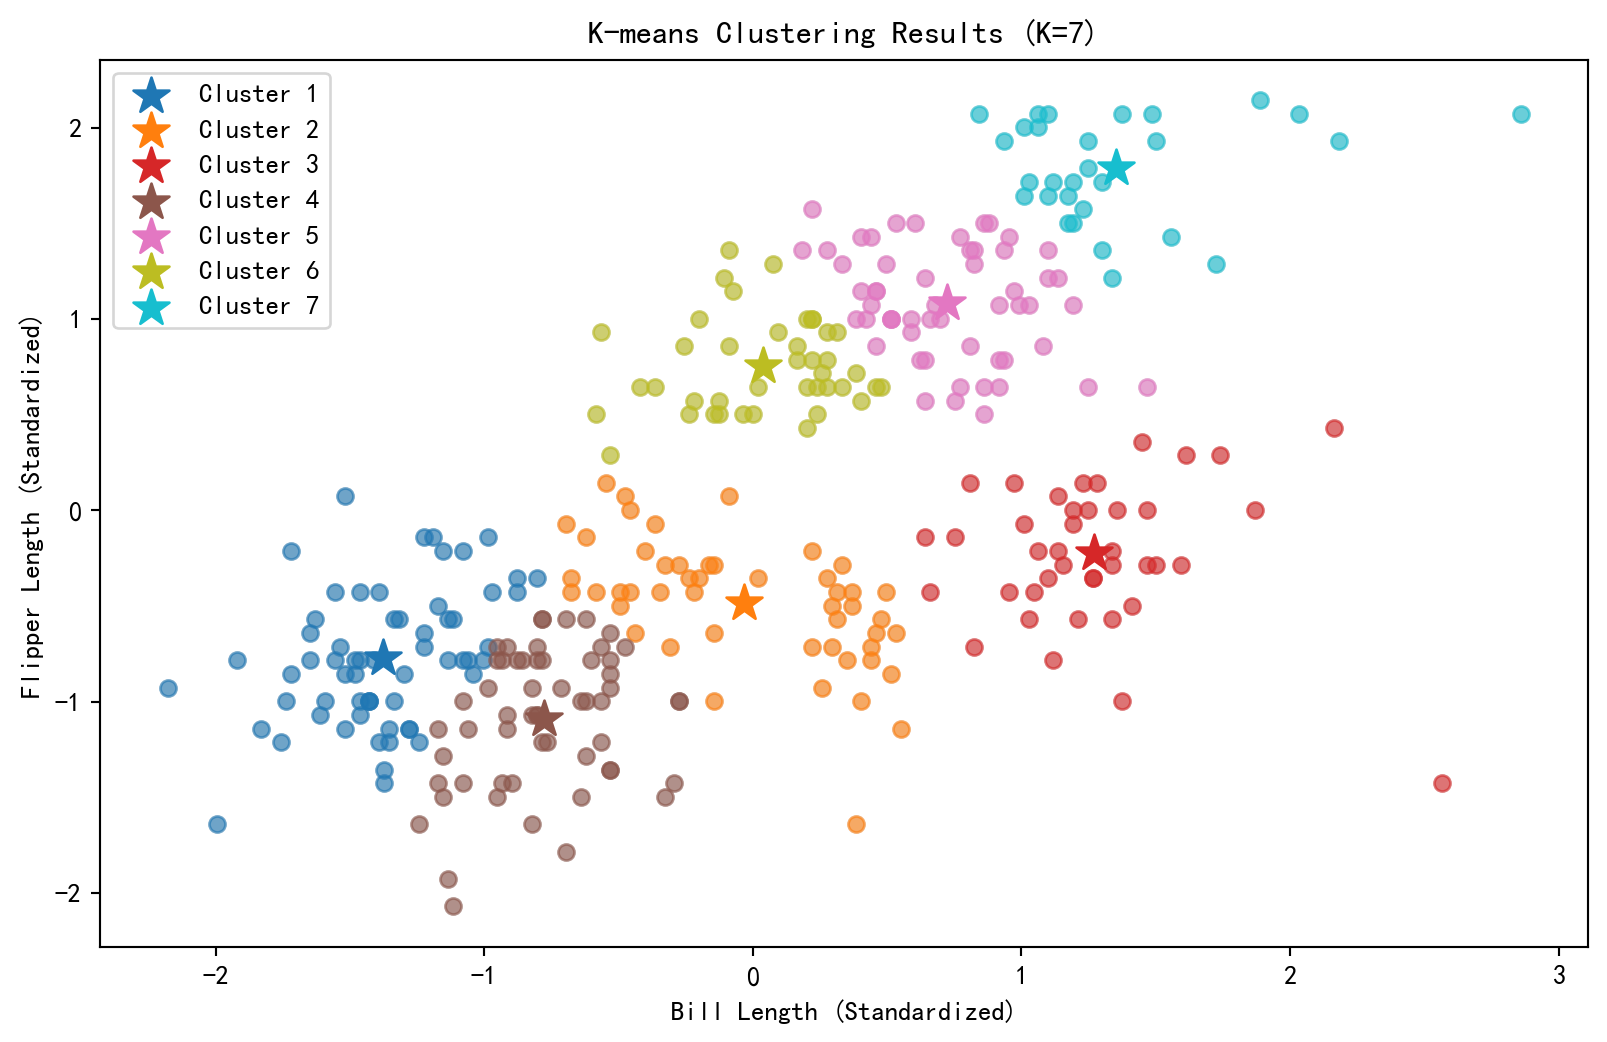 K-means Clustering Results (K=7)
Cluster 1
Cluster 2
Cluster 3
Cluster 4
Cluster 5
Cluster 6
Cluster 7
Flipper Length (Standardized)
2
1
0
−1
−2
−2
−1
0
1
2
3
Bill Length (Standardized)